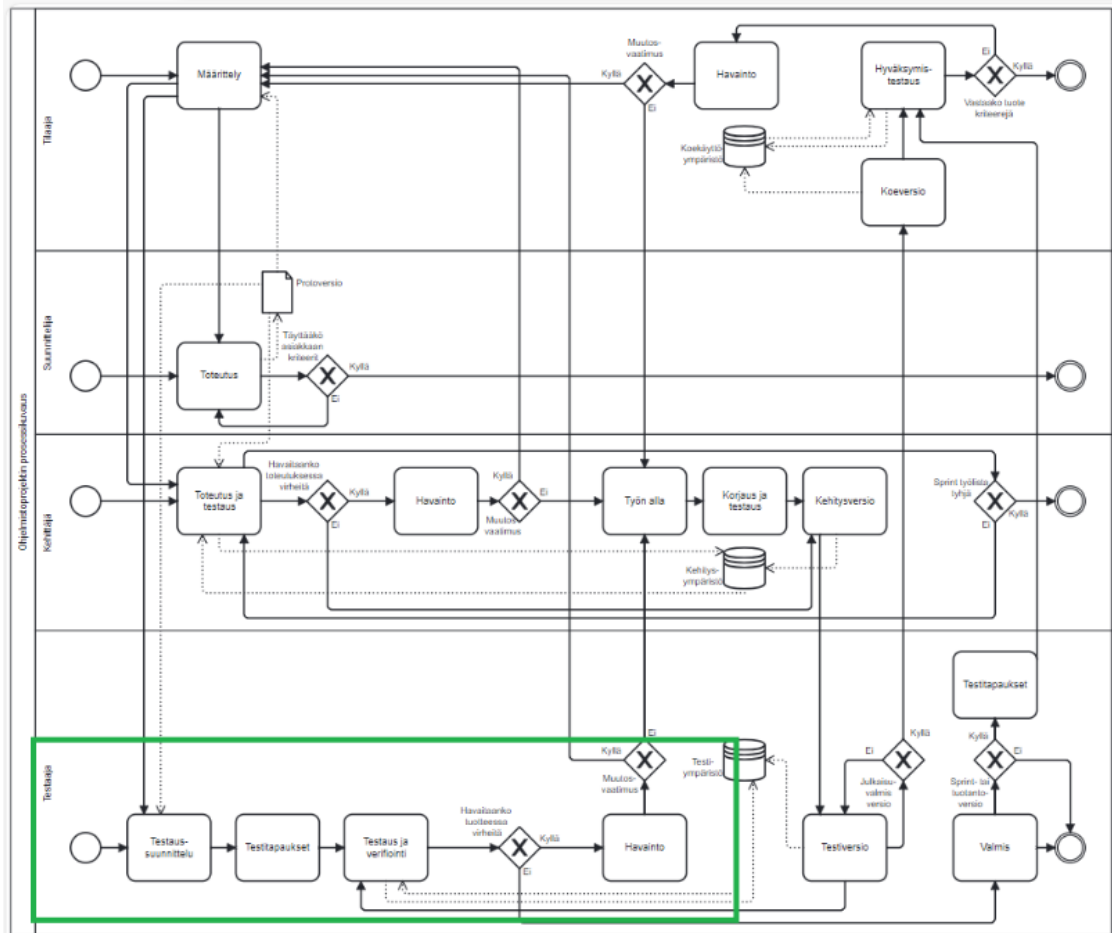 Ohjelmistoprojektin prosessikuvaus
Tilaaja
Määrittely
Muutos-
vaatimus
Kyllä
Ei
Havainto
Hyväksymis-
testaus
Ei
Kyllä
Vastaako tuote
kriteerejä
Koekäyttö-
ympäristö
Koeversio
Suunnittelija
Protoversio
Toteutus
Täyttääkö
asiakkaan
kriteerit
Kyllä
Ei
Kehittäjä
Toteutus ja
testaus
Havaitaanko
toteutuksessa
virheitä
Kyllä
Ei
Havainto
Kyllä
Ei
Muutos-
vaatimus
Työn alla
Korjaus ja
testaus
Kehitysversio
Kehitys-
ympäristö
Sprint työlista
tyhjä
Kyllä
Ei
Testaaja
Testaus-
suunnittelu
Testitapaukset
Testaus ja
verifiointi
Havaitaanko
tuotteessa
virheitä
Kyllä
Ei
Havainto
Ei
Kyllä
Muutos-
vaatimus
Testi-
ympäristö
Testiversio
Ei
Kyllä
Julkaisu-
valmis
versio
Testitapaukset
Kyllä
Ei
Sprint- tai
tuotanto-
versio
Valmis